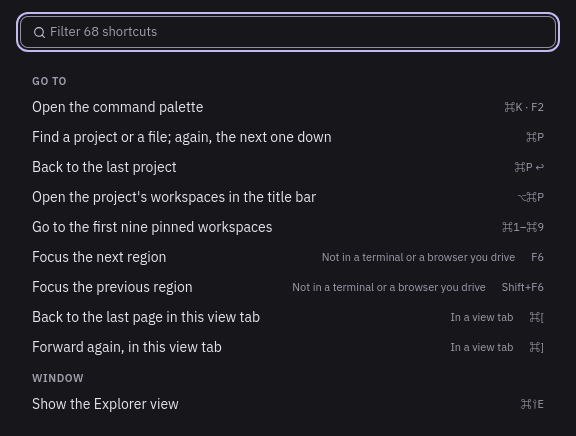 Filter 68 shortcuts
GO TO
Open the command palette ⌘K · F2
Find a project or a file; again, the next one down ⌘P
Back to the last project ⌘P ↩
Open the project's workspaces in the title bar ⌥⌘P
Go to the first nine pinned workspaces ⌘1–⌘9
Focus the next region Not in a terminal or a browser you drive F6
Focus the previous region Not in a terminal or a browser you drive Shift+F6
Back to the last page in this view tab In a view tab ⌘[
Forward again, in this view tab In a view tab ⌘]
WINDOW
Show the Explorer view ⌘⇧E